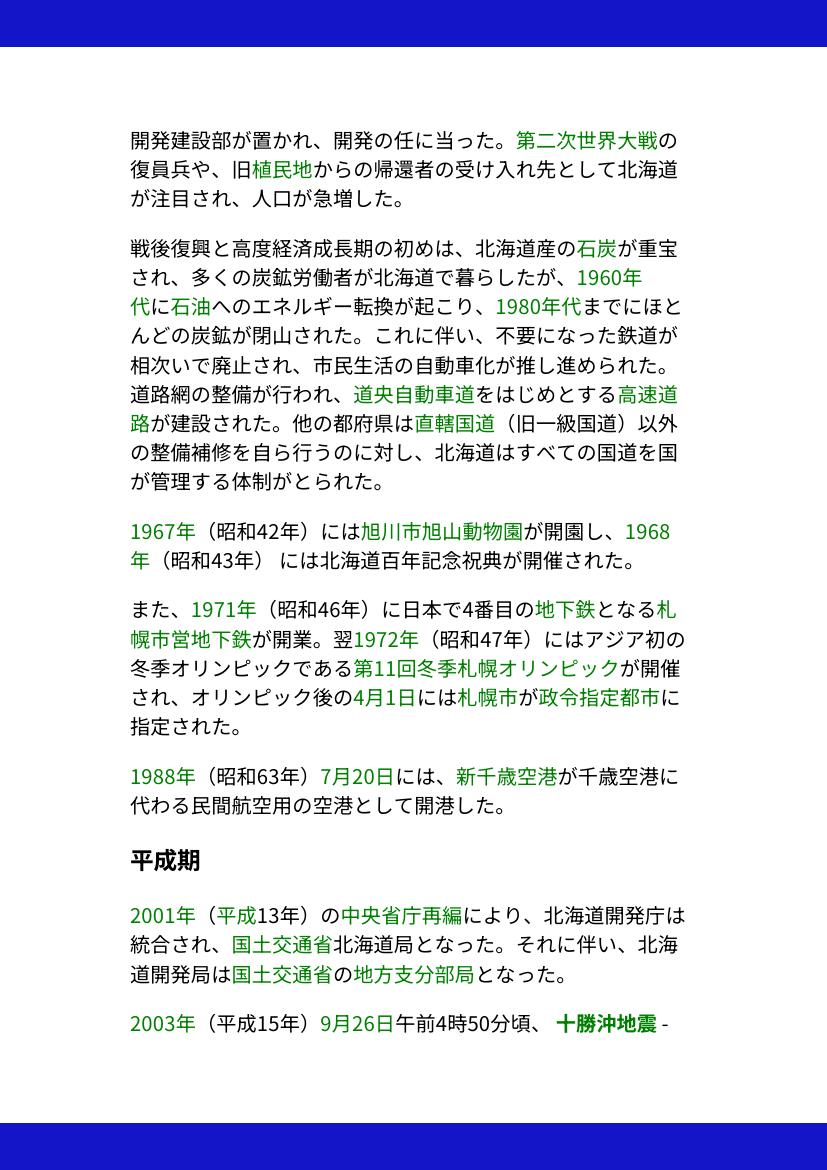 開発建設部が置かれ、開発の任に当った。第二次世界大戦の
復員兵や、旧植民地からの帰還者の受け入れ先として北海道
が注目され、人口が急増した。
戦後復興と高度経済成長期の初めは、北海道産の石炭が重宝
され、多くの炭鉱労働者が北海道で暮らしたが、1960年
代に石油へのエネルギー転換が起こり、1980年代までにほと
んどの炭鉱が閉山された。これに伴い、不要になった鉄道が
相次いで廃止され、市民生活の自動車化が推し進められた。
道路網の整備が行われ、道央自動車道をはじめとする高速道
路が建設された。他の都府県は直轄国道（旧一級国道）以外
の整備補修を自ら行うのに対し、北海道はすべての国道を国
が管理する体制がとられた。
1967年（昭和42年）には旭川市旭山動物園が開園し、1968
年（昭和43年） には北海道百年記念祝典が開催された。
また、1971年（昭和46年）に日本で4番目の地下鉄となる札
幌市営地下鉄が開業。翌1972年（昭和47年）にはアジア初の
冬季オリンピックである第11回冬季札幌オリンピックが開催
され、オリンピック後の4月1日には札幌市が政令指定都市に
指定された。
1988年（昭和63年）7月20日には、新千歳空港が千歳空港に
代わる民間航空用の空港として開港した。
平成期
2001年（平成13年）の中央省庁再編により、北海道開発庁は
統合され、国土交通省北海道局となった。それに伴い、北海
道開発局は国土交通省の地方支分部局となった。
2003年（平成15年）9月26日午前4時50分頃、 十勝沖地震 -